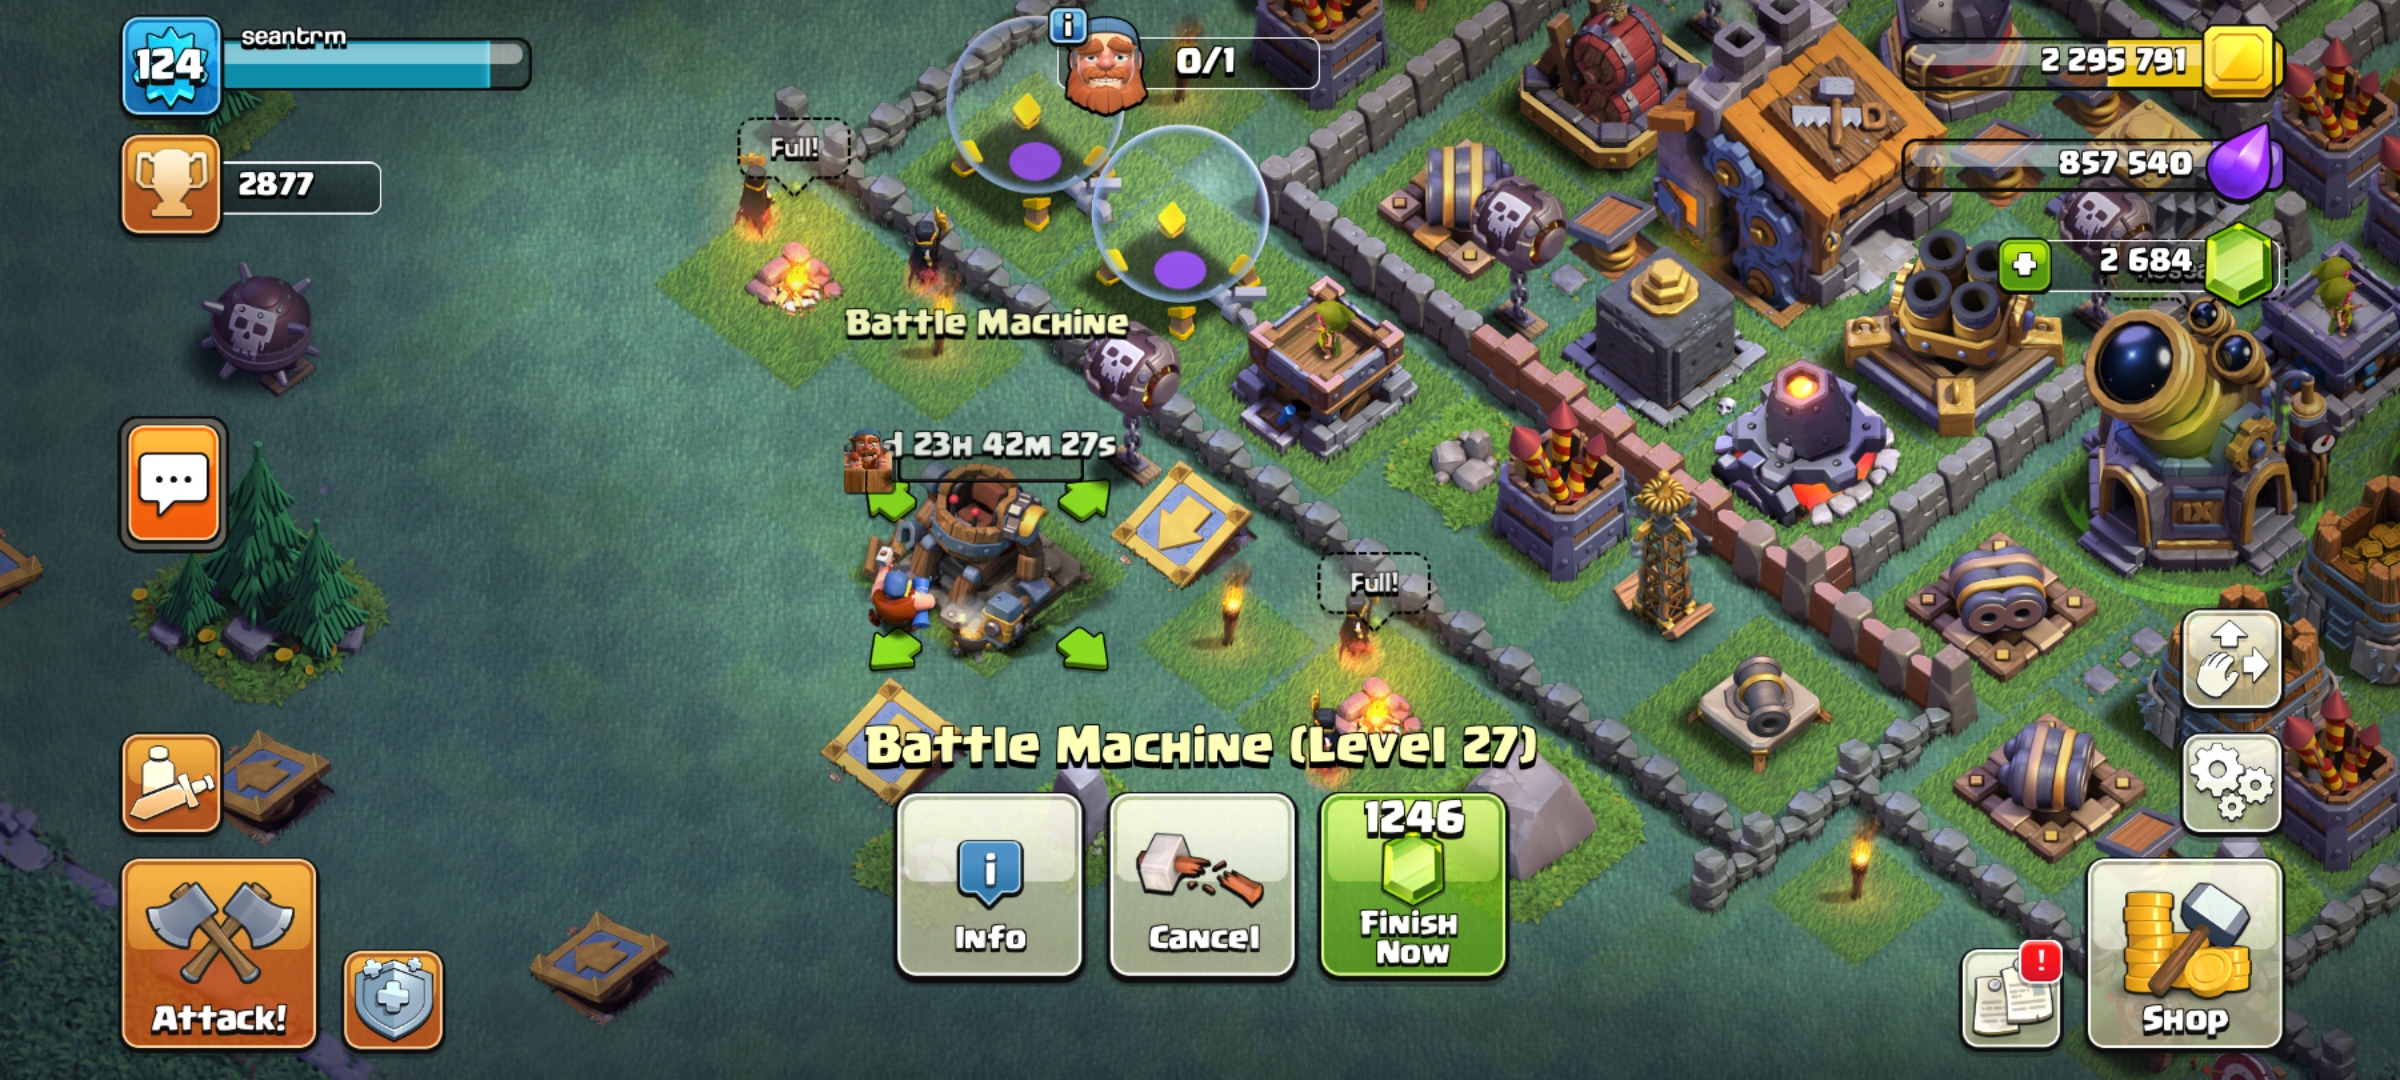 124
seantrm
0/1
2 295 791
2877
Full!
857 540
2 684
Battle Machine
23H 42M 27s
IX
Full!
Battle Machine (Level 27)
1246
Info
Cancel
Finish
Now
Attack!
!
Shop